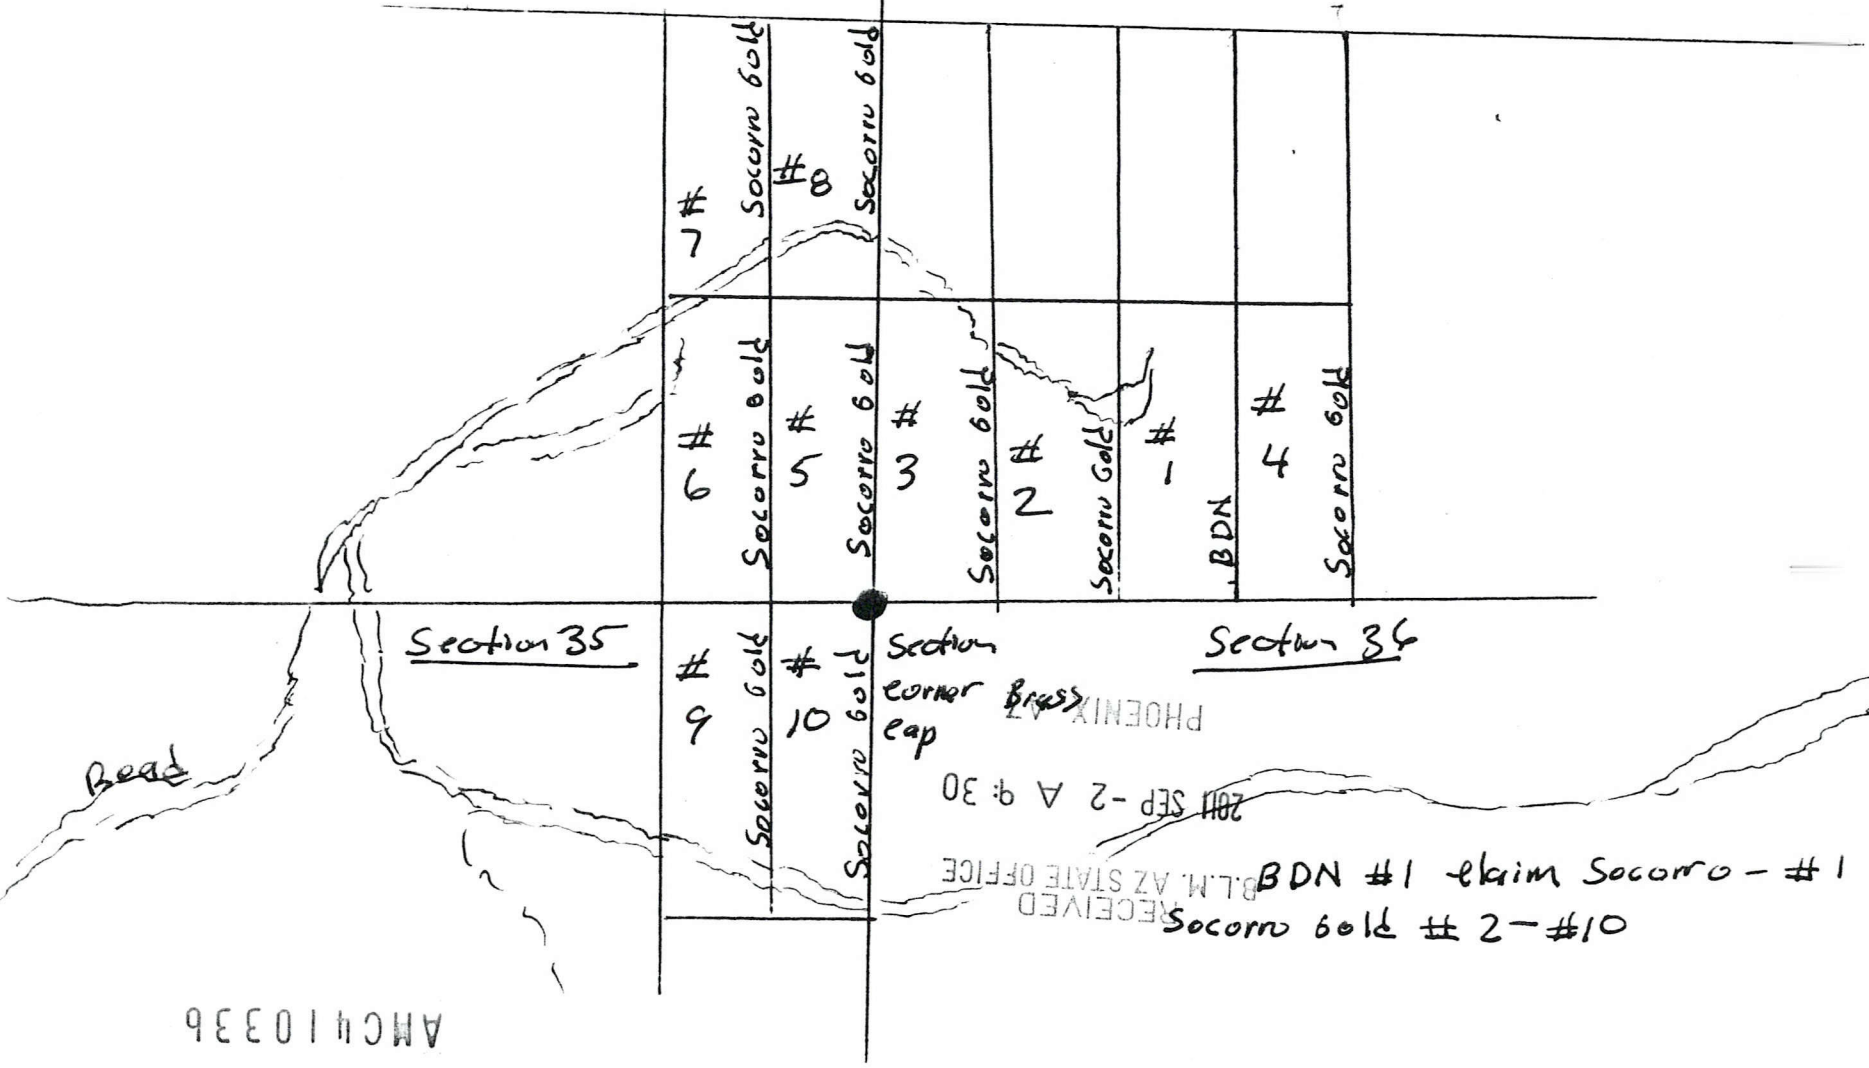 Socorro Gold
Socorro Gold
#8
#
7
Socorro Gold
#
6
Socorro Gold
#
5
Socorro Gold
#
3
Socorro Gold
#
2
Socorro Gold
#
1
BDN
#
4
Socorro Gold
Section 35
#
9
Socorro Gold
#
10
Socorro Gold
Section
corner Brass
cap
Section 36
PHOENIX AZ
2011 SEP -2 A 9:30
B.L.M. AZ STATE OFFICE
RECEIVED
Road
BDN #1 claim Socorro - #1
Socorro Gold # 2 - #10
AMC410336